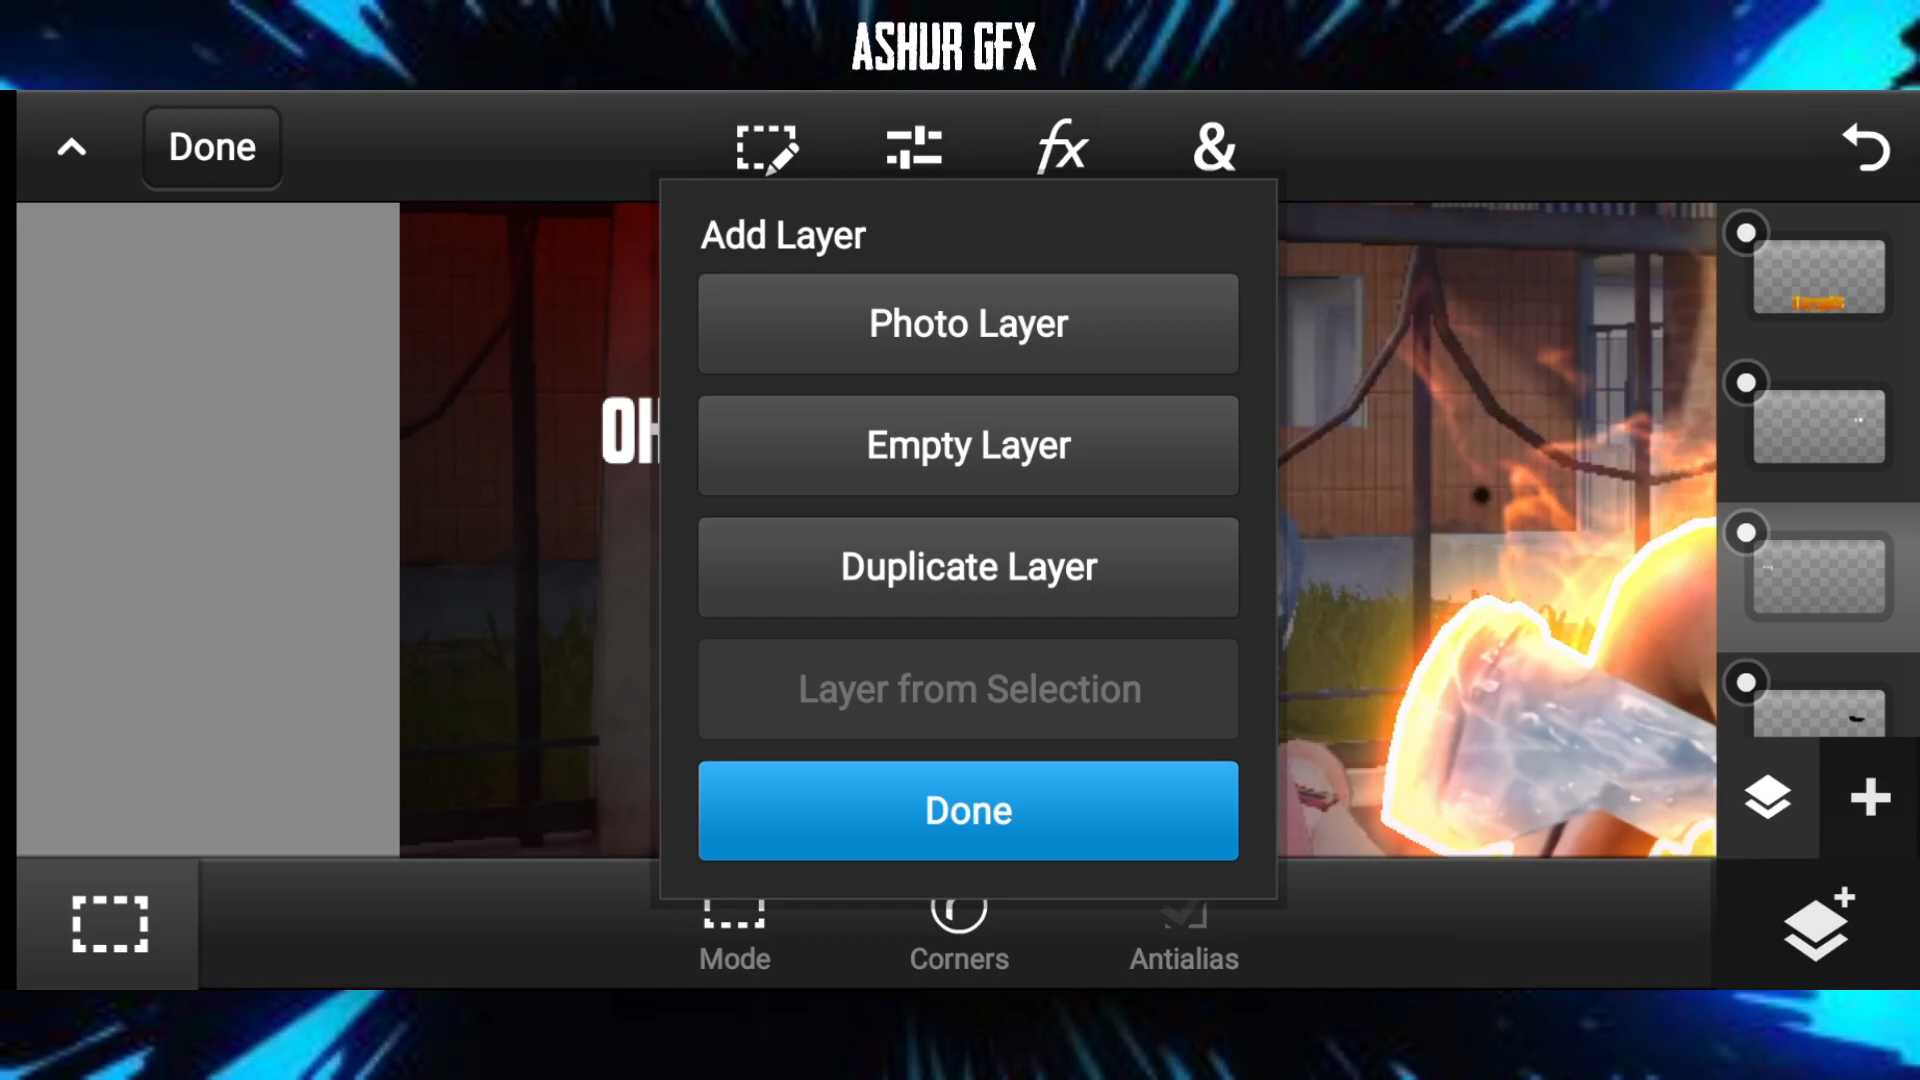 ASHUR GFX
Done
fx
&
Add Layer
Photo Layer
OH
Empty Layer
Duplicate Layer
Layer from Selection
Done
Mode
Corners
Antialias